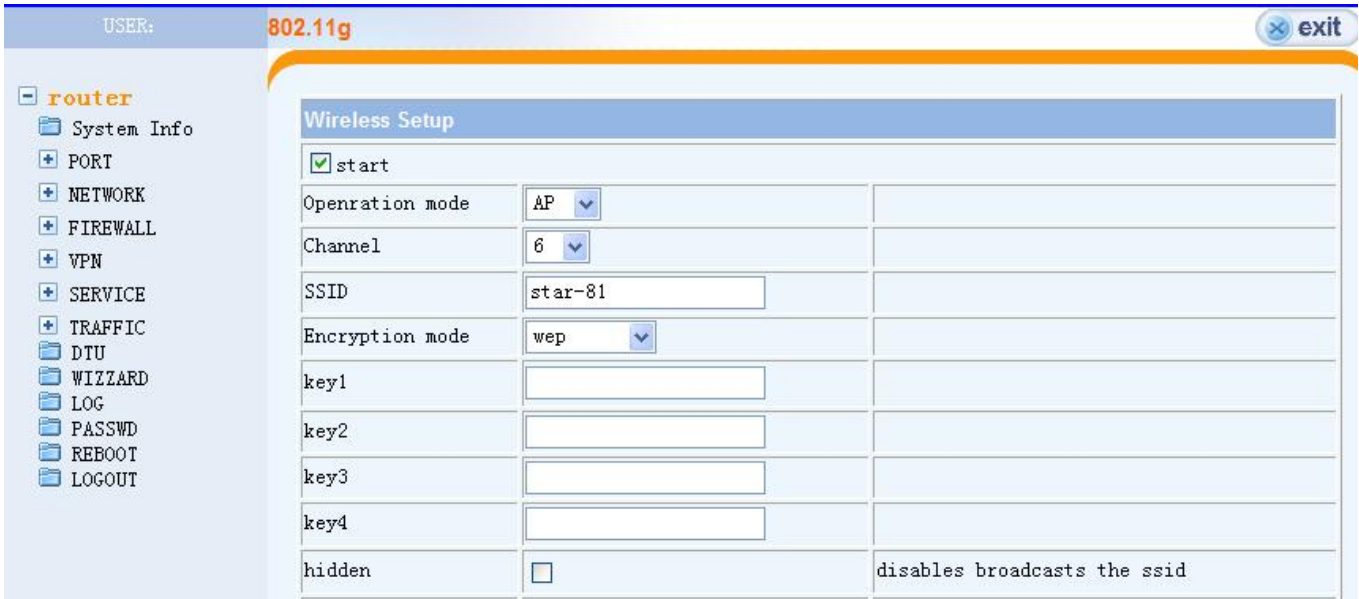 USER:
802.11g
exit
router
System Info
PORT
NETWORK
FIREWALL
VPN
SERVICE
TRAFFIC
DTU
WIZZARD
LOG
PASSWD
REBOOT
LOGOUT
Wireless Setup
start
Openration mode AP
Channel 6
SSID star-81
Encryption mode wep
key1
key2
key3
key4
hidden disables broadcasts the ssid